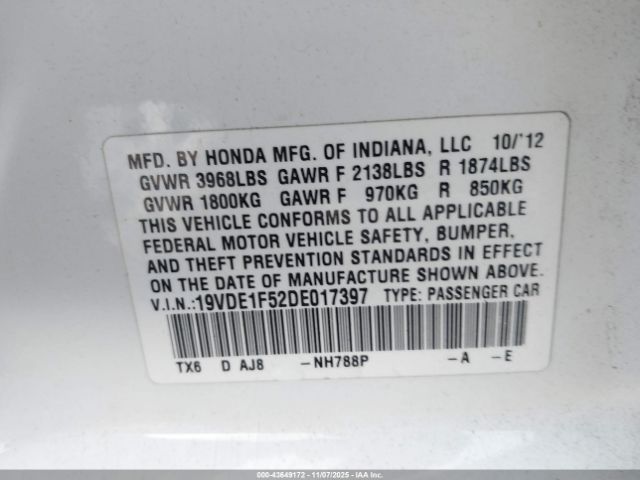 MFD. BY HONDA MFG. OF INDIANA, LLC 10/'12
GVWR 3968LBS GAWR F 2138LBS R 1874LBS
GVWR 1800KG GAWR F 970KG R 850KG
THIS VEHICLE CONFORMS TO ALL APPLICABLE
FEDERAL MOTOR VEHICLE SAFETY, BUMPER,
AND THEFT PREVENTION STANDARDS IN EFFECT
ON THE DATE OF MANUFACTURE SHOWN ABOVE.
V.I.N.:19VDE1F52DE017397 TYPE: PASSENGER CAR
TX6 D AJ8 -NH788P -A -E
000-43649172 - 11/07/2025 - IAAI.COM